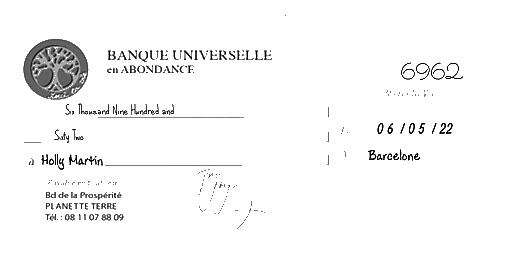 BANQUE UNIVERSELLE
en ABONDANCE
6962
Six Thousand Nine Hundred and
Sixty Two
06/05/22
à Holly Martin
Barcelone
Bd de la Prospérité
PLANETTE TERRE
Tél. : 08 11 07 88 09